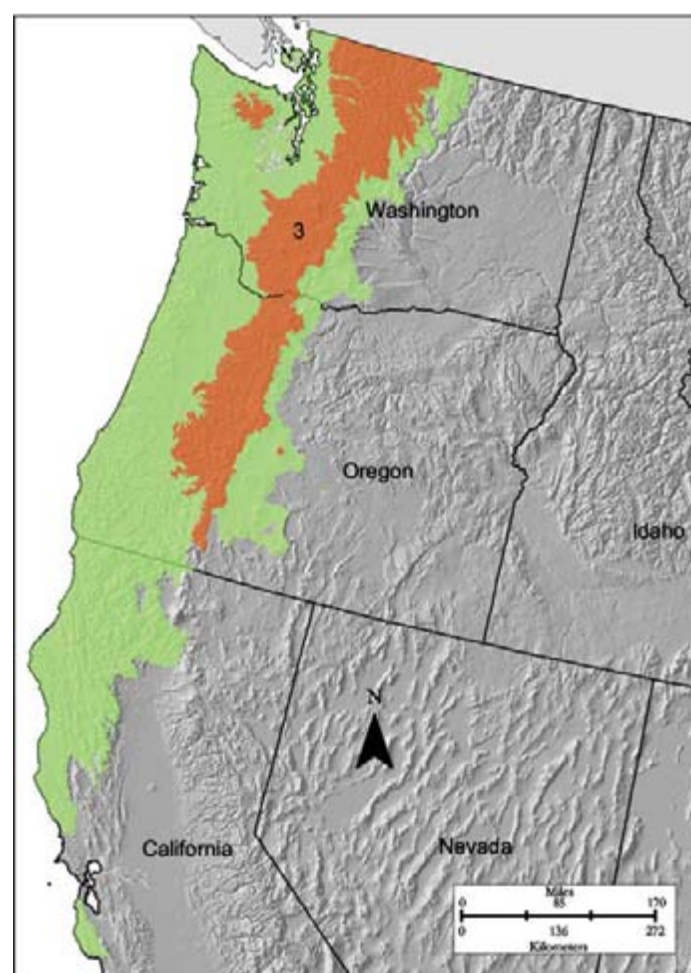 Washington
3
Oregon
Idaho
N
California
Nevada
Miles
0 85 170
0 136 272
Kilometers